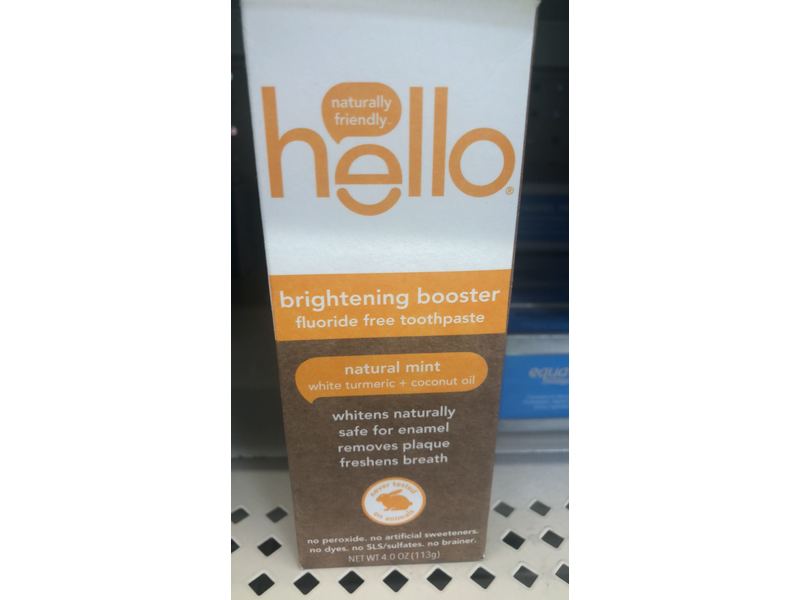 naturally
friendly™
hello®
brightening booster
fluoride free toothpaste
natural mint
white turmeric + coconut oil
whitens naturally
safe for enamel
removes plaque
freshens breath
never tested
on animals
no peroxide. no artificial sweeteners.
no dyes. no SLS/sulfates. no brainer.
NET WT 4.0 OZ (113g)
equa